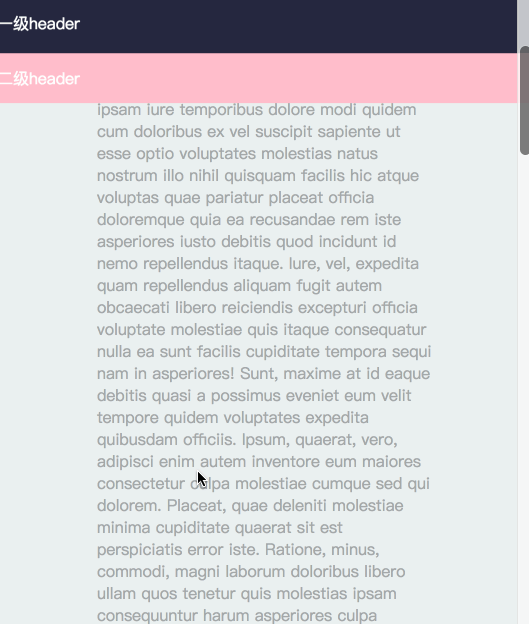 一级header
二级header
ipsam iure temporibus dolore modi quidem
cum doloribus ex vel suscipit sapiente ut
esse optio voluptates molestias natus
nostrum illo nihil quisquam facilis hic atque
voluptas quae pariatur placeat officia
doloremque quia ea recusandae rem iste
asperiores iusto debitis quod incidunt id
nemo repellendus itaque. Iure, vel, expedita
quam repellendus aliquam fugit autem
obcaecati libero reiciendis excepturi officia
voluptate molestiae quis itaque consequatur
nulla ea sunt facilis cupiditate tempora sequi
nam in asperiores! Sunt, maxime at id eaque
debitis quasi a possimus eveniet eum velit
tempore quidem voluptates expedita
quibusdam officiis. Ipsum, quaerat, vero,
adipisci enim autem inventore eum maiores
consectetur culpa molestiae cumque sed qui
dolorem. Placeat, quae deleniti molestiae
minima cupiditate quaerat sit est
perspiciatis error iste. Ratione, minus,
commodi, magni laborum doloribus libero
ullam quos tenetur quis molestias ipsam
consequuntur harum asperiores culpa